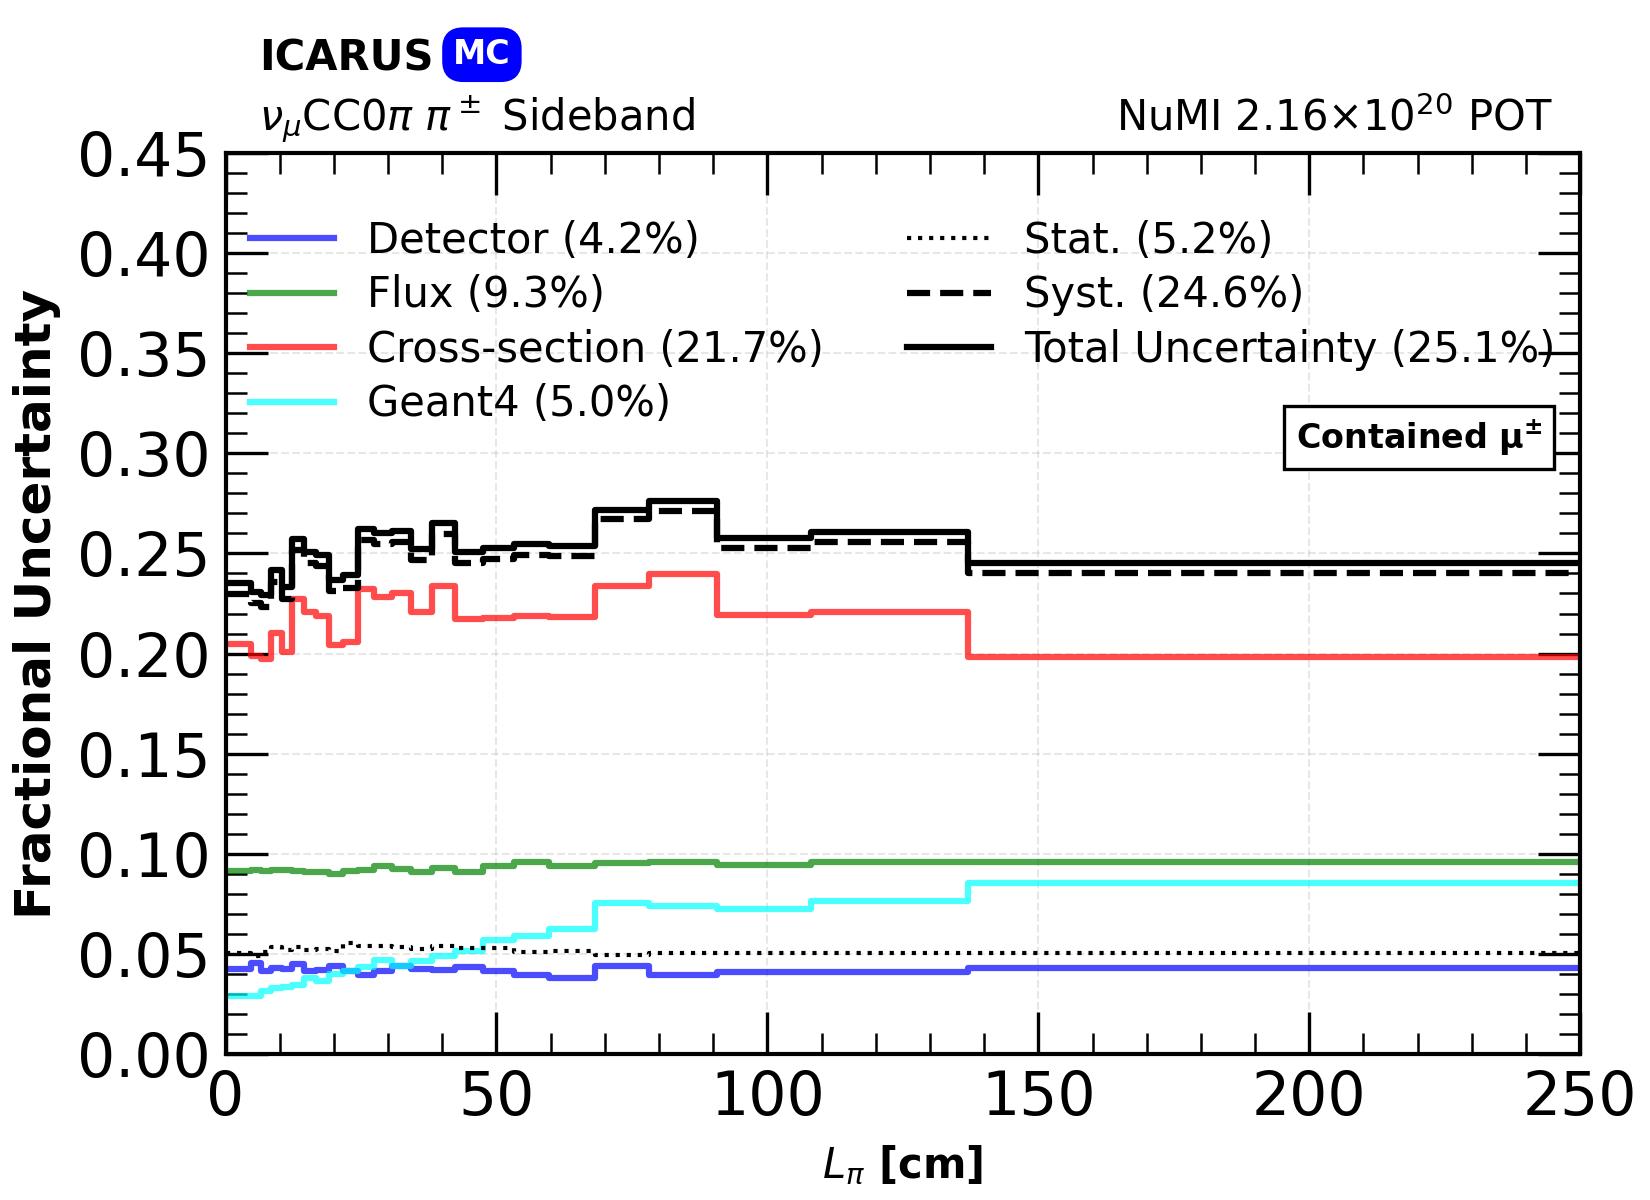 ICARUS MC
νμCC0π π± Sideband
NuMI 2.16×10²⁰ POT
Fractional Uncertainty
0.45
0.40
0.35
0.30
0.25
0.20
0.15
0.10
0.05
0.00
Detector (4.2%)
Flux (9.3%)
Cross-section (21.7%)
Geant4 (5.0%)
Stat. (5.2%)
Syst. (24.6%)
Total Uncertainty (25.1%)
Contained μ±
0 50 100 150 200 250
Lπ [cm]